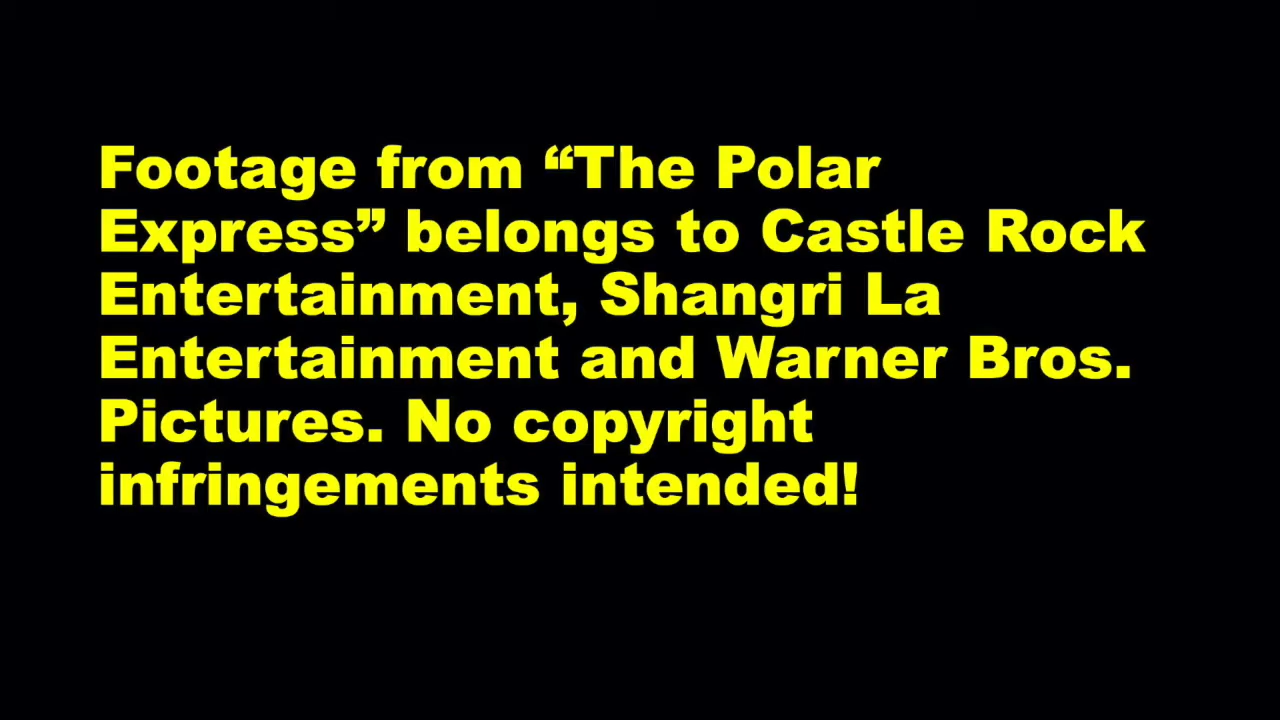 Footage from “The Polar
Express” belongs to Castle Rock
Entertainment, Shangri La
Entertainment and Warner Bros.
Pictures. No copyright
infringements intended!